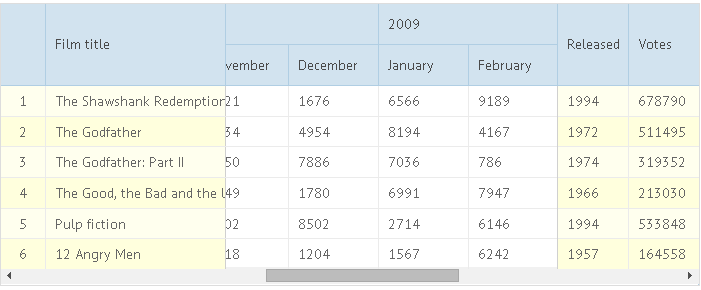 2009
Film title Released Votes
vember December January February
1 The Shawshank Redemption 21 1676 6566 9189 1994 678790
2 The Godfather 34 4954 8194 4167 1972 511495
3 The Godfather: Part II 50 7886 7036 786 1974 319352
4 The Good, the Bad and the 49 1780 6991 7947 1966 213030
5 Pulp fiction 02 8502 2714 6146 1994 533848
6 12 Angry Men 18 1204 1567 6242 1957 164558